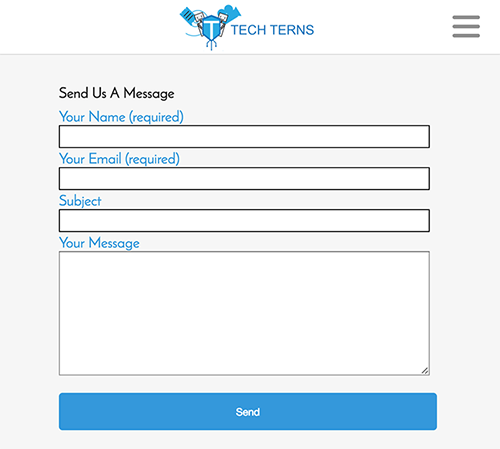 TECH TERNS
Send Us A Message
Your Name (required)
Your Email (required)
Subject
Your Message
Send